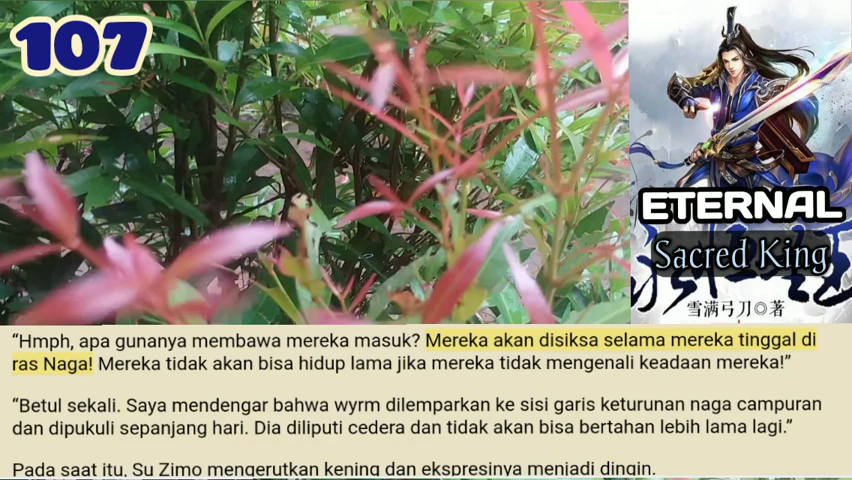 107
ETERNAL
Sacred King
雪满弓刀◎著
“Hmph, apa gunanya membawa mereka masuk? Mereka akan disiksa selama mereka tinggal di
ras Naga! Mereka tidak akan bisa hidup lama jika mereka tidak mengenali keadaan mereka!”
“Betul sekali. Saya mendengar bahwa wyrm dilemparkan ke sisi garis keturunan naga campuran
dan dipukuli sepanjang hari. Dia diliputi cedera dan tidak akan bisa bertahan lebih lama lagi.”
Pada saat itu, Su Zimo mengerutkan kening dan ekspresinya menjadi dingin.